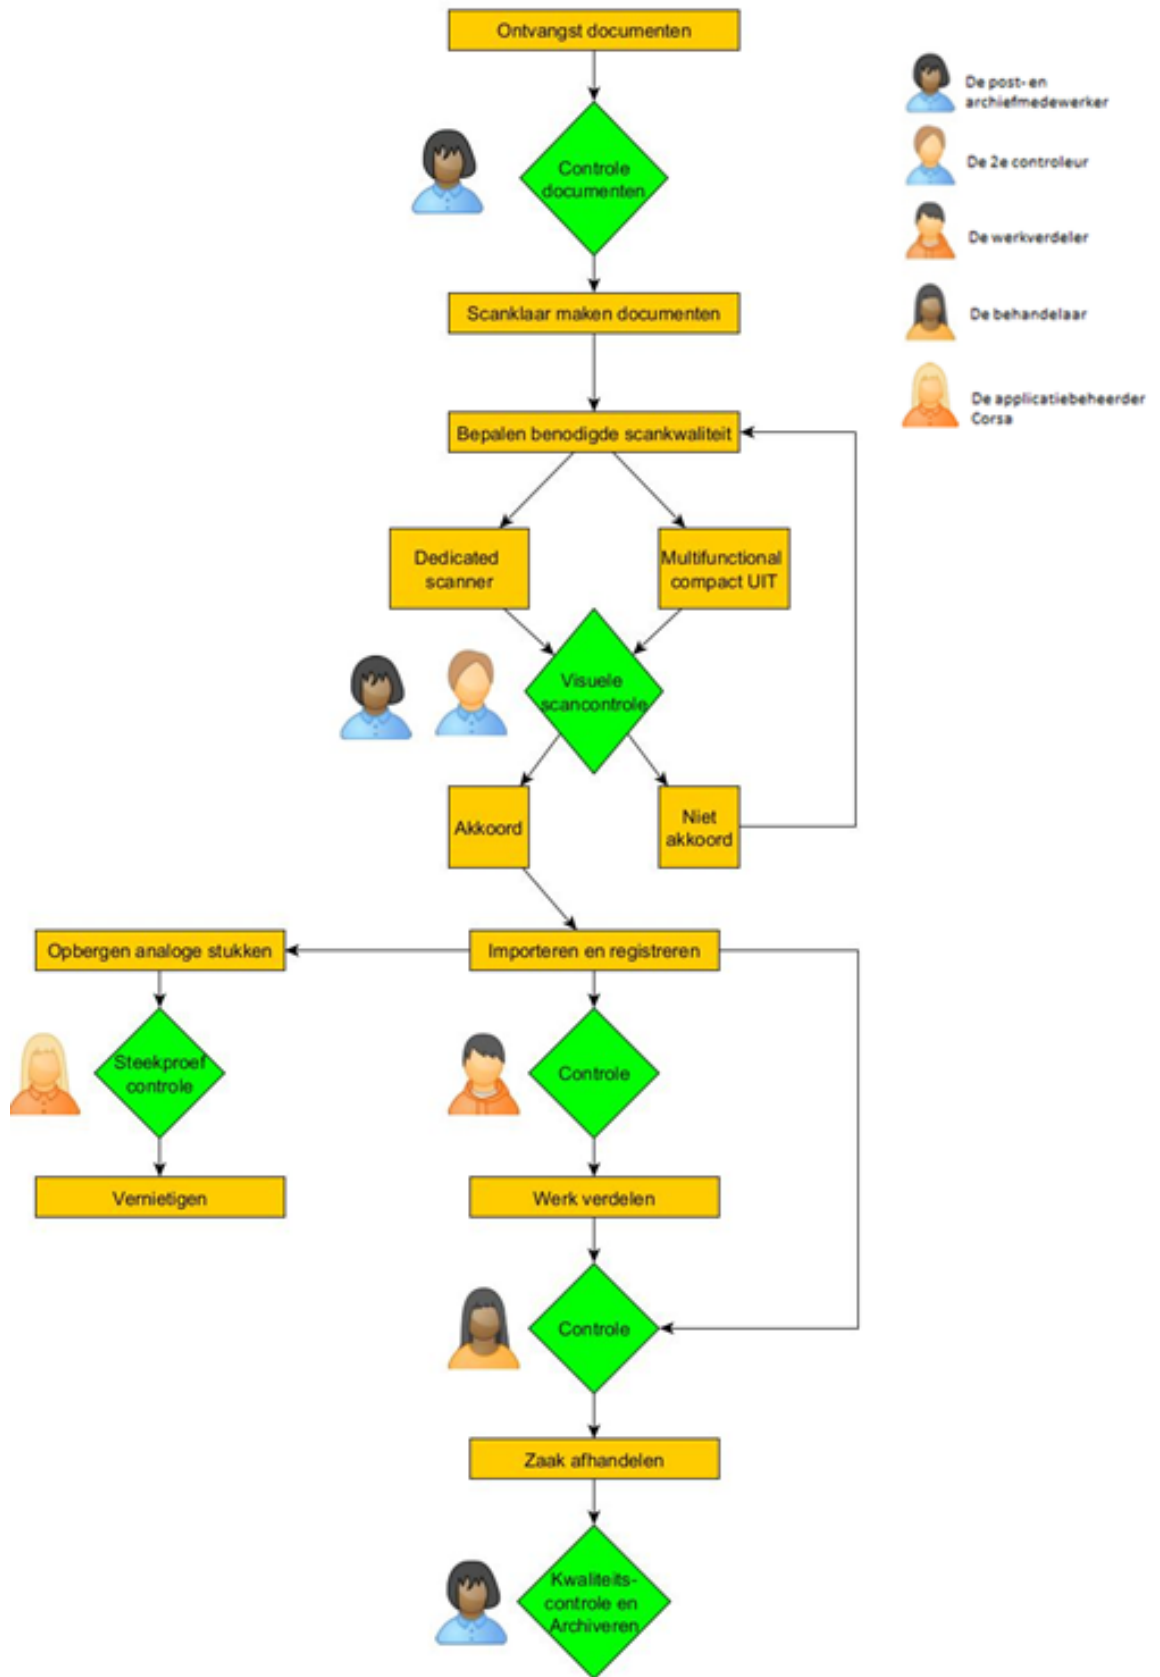 Ontvangst documenten
De post- en
archiefmedewerker
Controle
documenten
De 2e controleur
De werkverdeler
Scanklaar maken documenten
De behandelaar
De applicatiebeheerder
Corsa
Bepalen benodigde scankwaliteit
Dedicated
scanner
Multifunctional
compact UIT
Visuele
scancontrole
Akkoord
Niet
akkoord
Opbergen analoge stukken
Importeren en registreren
Steekproef
controle
Controle
Vernietigen
Werk verdelen
Controle
Zaak afhandelen
Kwaliteits-
controle en
Archiveren